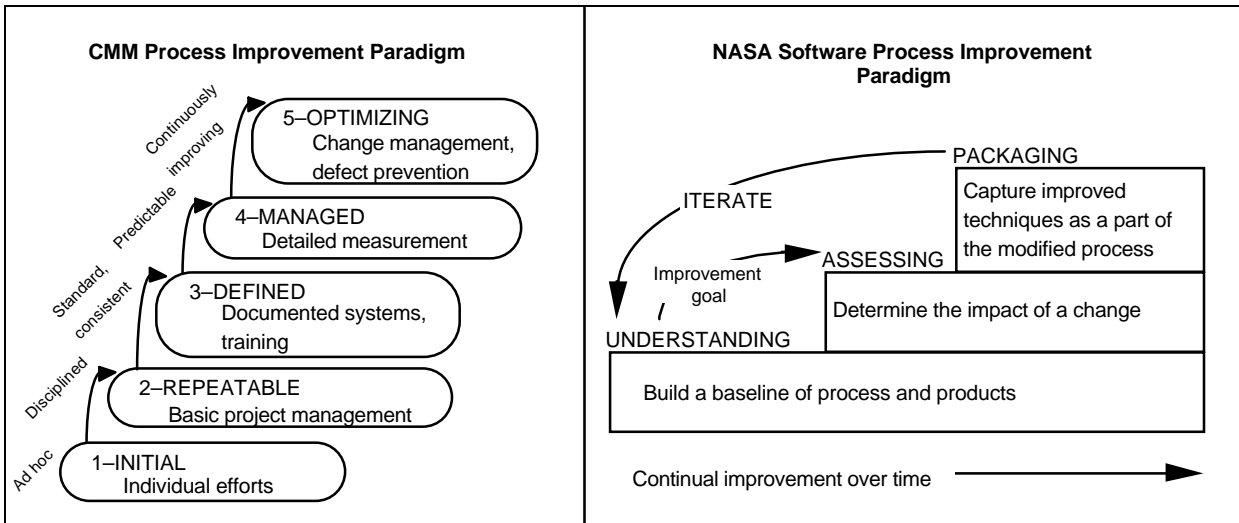 CMM Process Improvement Paradigm
Continuously
improving
5–OPTIMIZING
Change management,
defect prevention
Predictable
4–MANAGED
Detailed measurement
Standard,
consistent
3–DEFINED
Documented systems,
training
Disciplined
2–REPEATABLE
Basic project management
Ad hoc
1–INITIAL
Individual efforts
NASA Software Process Improvement
Paradigm
PACKAGING
Capture improved
techniques as a part of
the modified process
ITERATE
ASSESSING
Improvement
goal
Determine the impact of a change
UNDERSTANDING
Build a baseline of process and products
Continual improvement over time